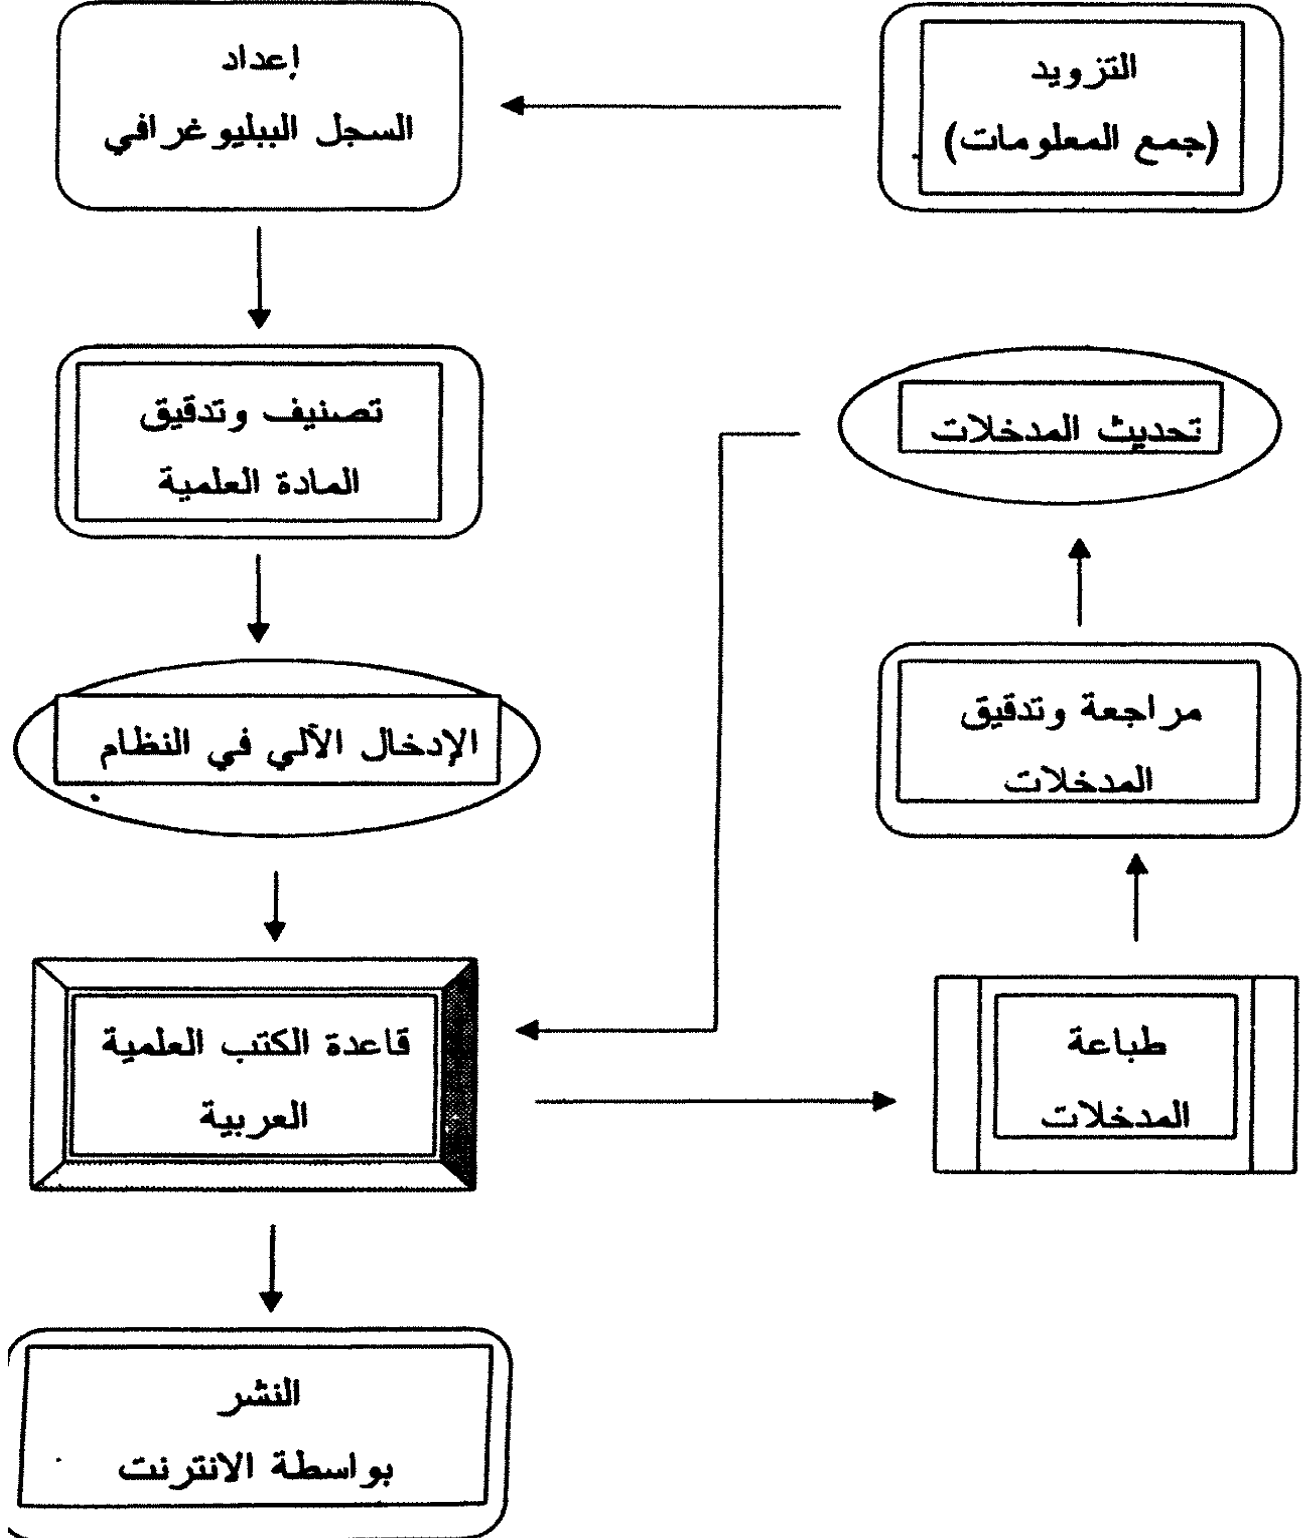 التزويد
(جمع المعلومات)
إعداد
السجل الببليوغرافي
تصنيف وتدقيق
المادة العلمية
الإدخال الآلي في النظام
قاعدة الكتب العلمية
العربية
طباعة
المدخلات
مراجعة وتدقيق
المدخلات
تحديث المدخلات
النشر
بواسطة الانترنت